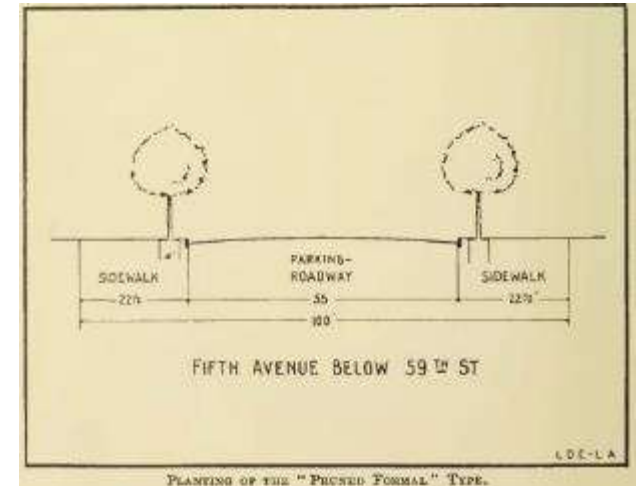 PARKING-
ROADWAY
SIDEWALK
SIDEWALK
22½
55
22½
100
FIFTH AVENUE BELOW 59TH ST
LDC-LA
PLANTING OF THE "PRUNED FORMAL" TYPE.